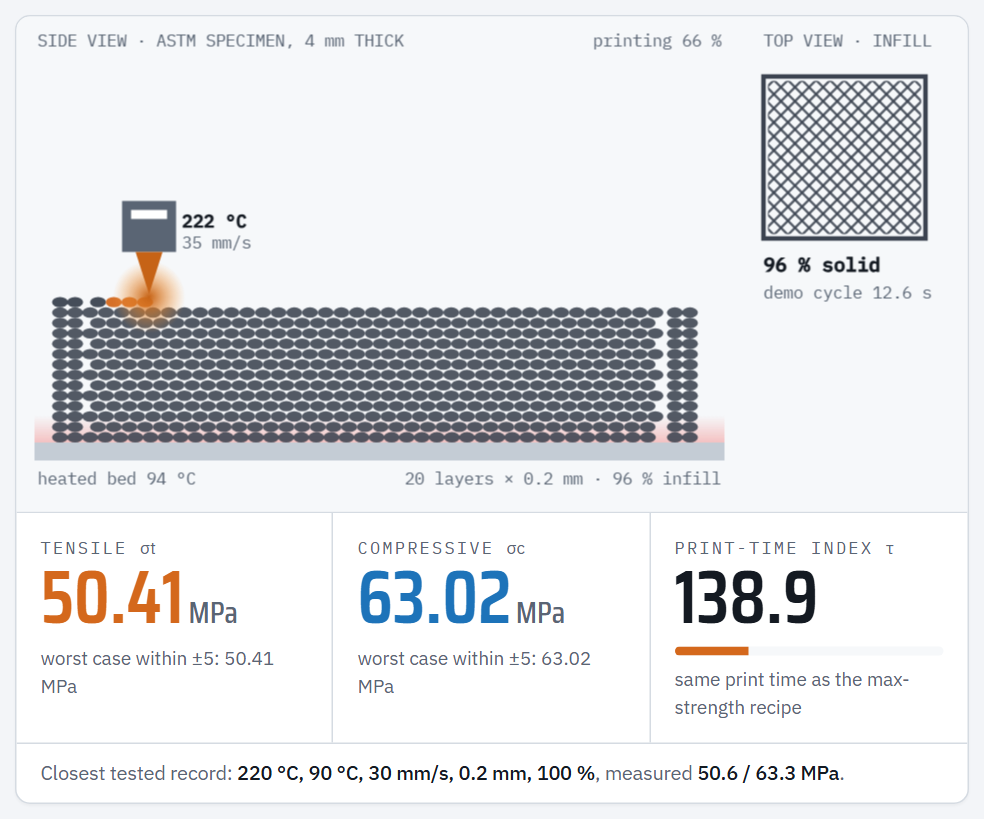 SIDE VIEW · ASTM SPECIMEN, 4 mm THICK
printing 66 %
TOP VIEW · INFILL
222 °C
35 mm/s
96 % solid
demo cycle 12.6 s
heated bed 94 °C
20 layers × 0.2 mm · 96 % infill
TENSILE σt
50.41 MPa
worst case within ±5: 50.41
MPa
COMPRESSIVE σc
63.02 MPa
worst case within ±5: 63.02
MPa
PRINT-TIME INDEX τ
138.9
same print time as the max-
strength recipe
Closest tested record: 220 °C, 90 °C, 30 mm/s, 0.2 mm, 100 %, measured 50.6 / 63.3 MPa.